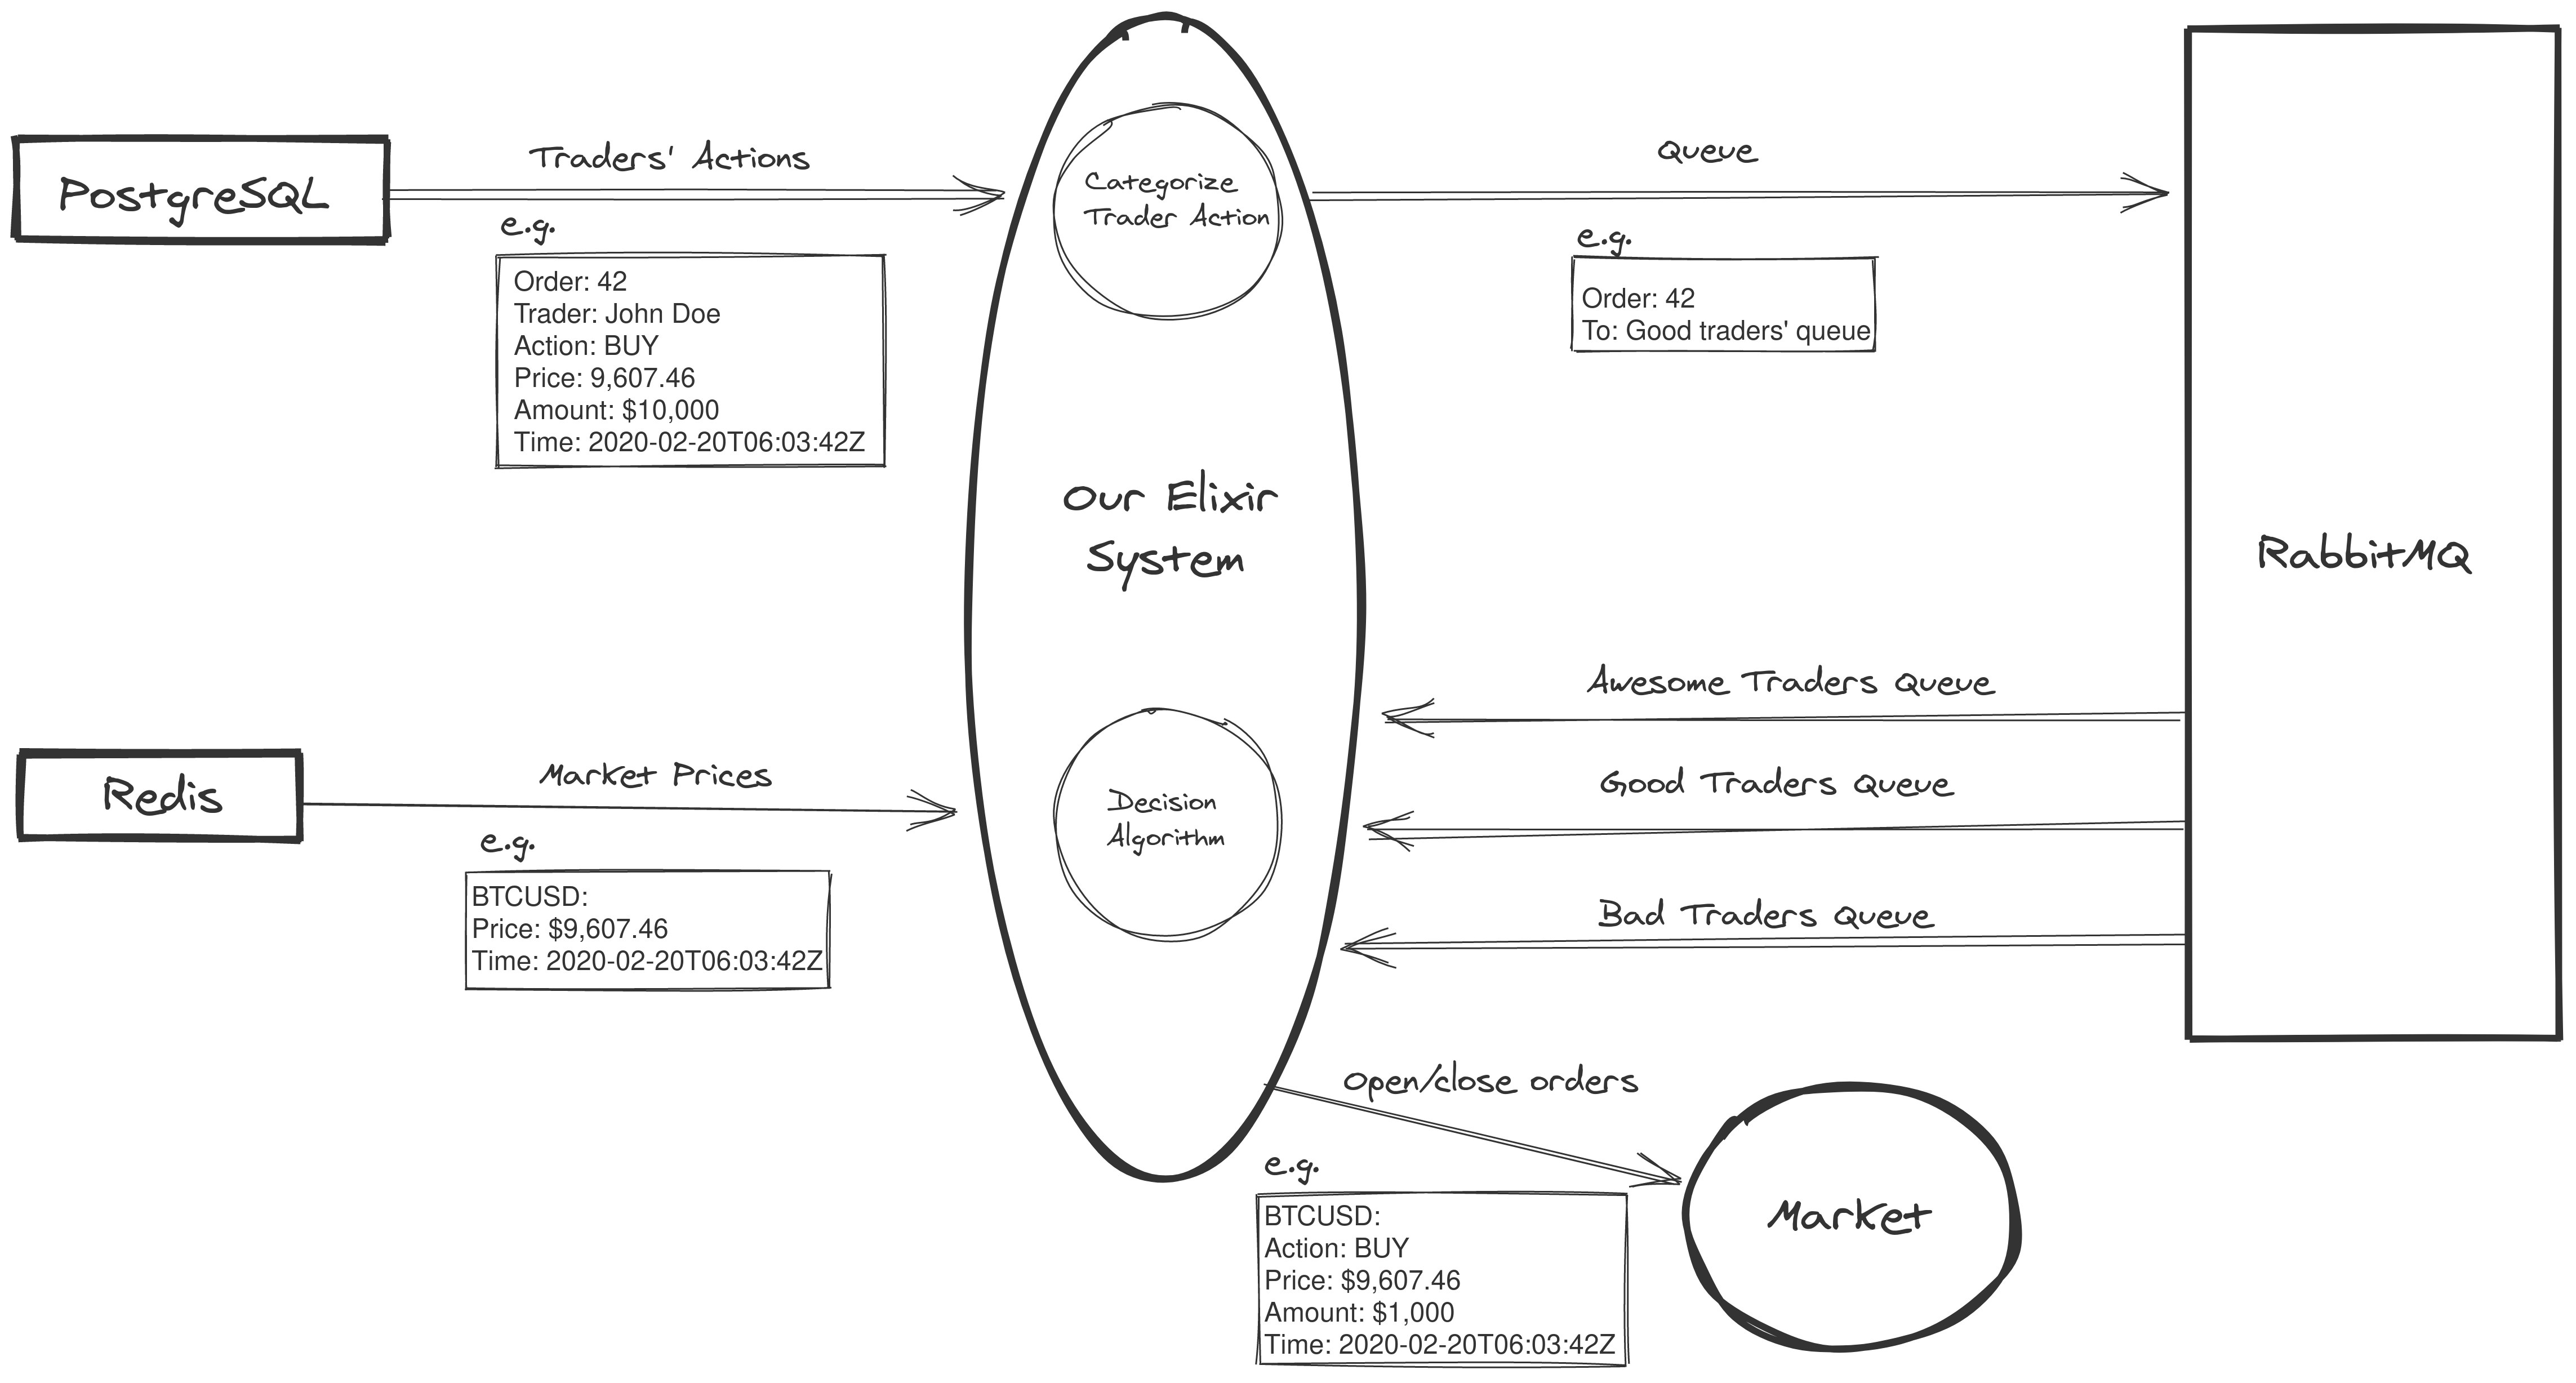 PostgreSQL
Traders' Actions
e.g.
Order: 42
Trader: John Doe
Action: BUY
Price: 9,607.46
Amount: $10,000
Time: 2020-02-20T06:03:42Z
Categorize
Trader Action
Queue
e.g.
Order: 42
To: Good traders' queue
Our Elixir
System
RabbitMQ
Awesome Traders Queue
Good Traders Queue
Bad Traders Queue
Redis
Market Prices
e.g.
BTCUSD:
Price: $9,607.46
Time: 2020-02-20T06:03:42Z
Decision
Algorithm
Open/close orders
e.g.
BTCUSD:
Action: BUY
Price: $9,607.46
Amount: $1,000
Time: 2020-02-20T06:03:42Z
Market